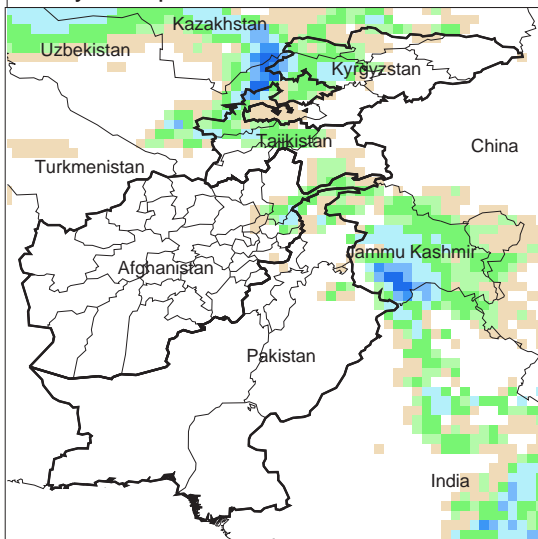 Kazakhstan
Uzbekistan
Kyrgyzstan
Tajikistan
China
Turkmenistan
Jammu Kashmir
Afghanistan
Pakistan
India